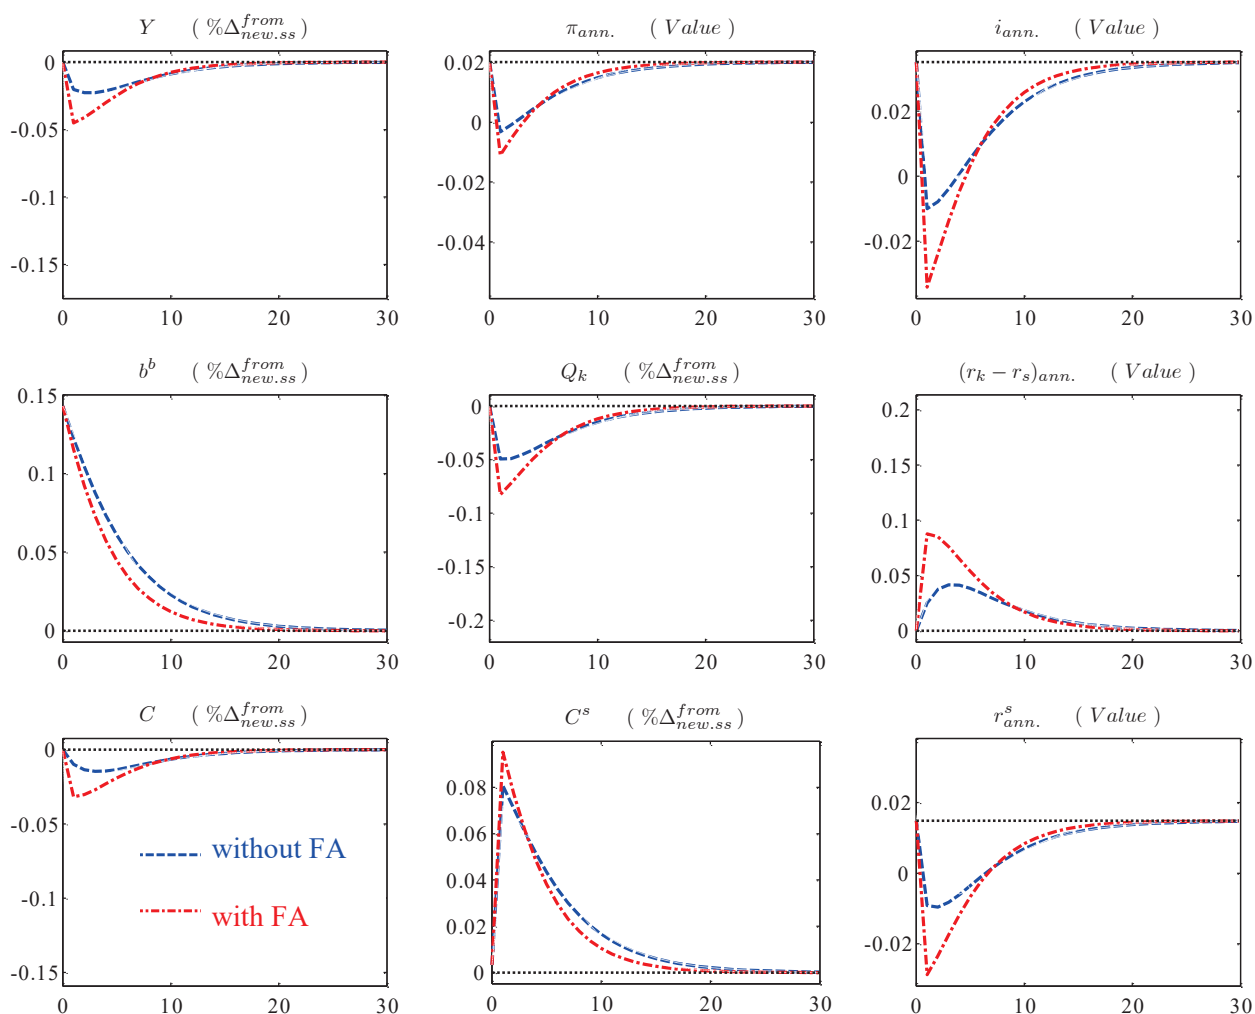 Y ( %Δ^{from}_{new.ss} )
π_{ann.} ( Value )
i_{ann.} ( Value )
0
-0.05
-0.1
-0.15
0 10 20 30
0.02
0
-0.02
-0.04
0 10 20 30
0.02
0
-0.02
0 10 20 30
b^b ( %Δ^{from}_{new.ss} )
Q_k ( %Δ^{from}_{new.ss} )
(r_k − r_s)_{ann.} ( Value )
0.15
0.1
0.05
0
0 10 20 30
0
-0.05
-0.1
-0.15
-0.2
0 10 20 30
0.2
0.15
0.1
0.05
0
0 10 20 30
C ( %Δ^{from}_{new.ss} )
C^s ( %Δ^{from}_{new.ss} )
r^s_{ann.} ( Value )
0
-0.05
-0.1
-0.15
without FA
with FA
0 10 20 30
0.08
0.06
0.04
0.02
0
0 10 20 30
0.02
0
-0.02
0 10 20 30